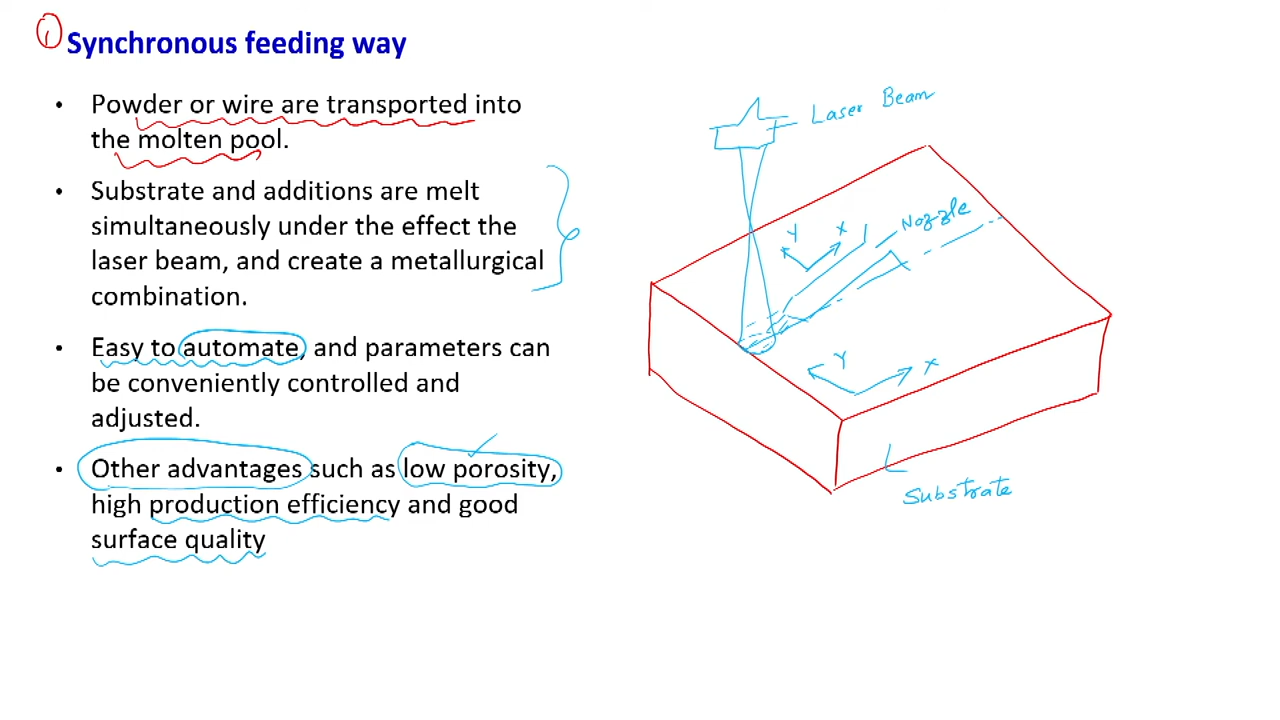 1 Synchronous feeding way
• Powder or wire are transported into
the molten pool.
• Substrate and additions are melt
simultaneously under the effect the
laser beam, and create a metallurgical
combination.
• Easy to automate, and parameters can
be conveniently controlled and
adjusted.
• Other advantages such as low porosity,
high production efficiency and good
surface quality
Laser Beam
Nozzle
Y X
Y X
Substrate